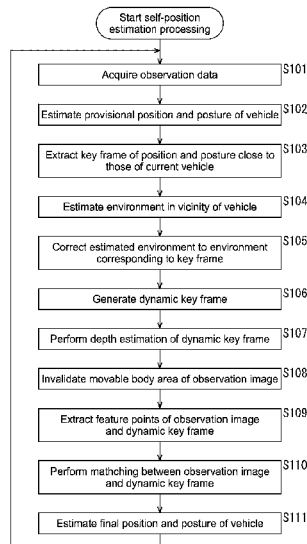 Start self-position
estimation processing
S101
Acquire observation data
S102
Estimate provisional position and posture of vehicle
S103
Extract key frame of position and posture close to
those of current vehicle
S104
Estimate environment in vicinity of vehicle
S105
Correct estimated environment to environment
corresponding to key frame
S106
Generate dynamic key frame
S107
Perform depth estimation of dynamic key frame
S108
Invalidate movable body area of observation image
S109
Extract feature points of observation image
and dynamic key frame
S110
Perform mathching between observation image
and dynamic key frame
S111
Estimate final position and posture of vehicle